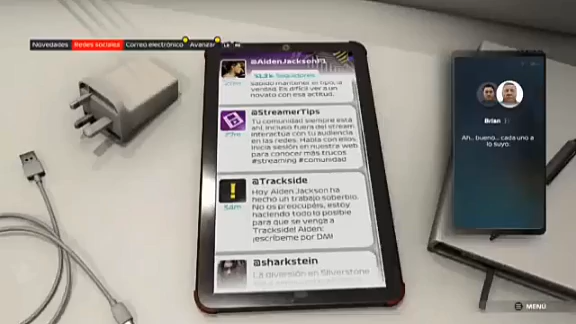 Novedades Redes sociales Correo electrónico Avanzar
@AidenJacksonF1
Seguidores
sabido mantener el tipo, la
verdad. Es difícil ver a un
novato con esa actitud.
@StreamerTips
Tu comunidad siempre está
ahí, incluso fuera del stream.
Interactúa con tu audiencia
en las redes. Habla con ellos.
Inicia sesión en nuestra web
para conocer más trucos
#streaming #comunidad
27m
@Trackside
Hoy Aiden Jackson ha
hecho un trabajo soberbio.
No os preocupéis, estoy
haciendo todo lo posible
para que se venga a
Trackside! Aiden:
¡escríbeme por DM!
54m
@sharkstein
La diversión en Silverstone
Brian
Ah... bueno... cada uno a
lo suyo.
MENÚ